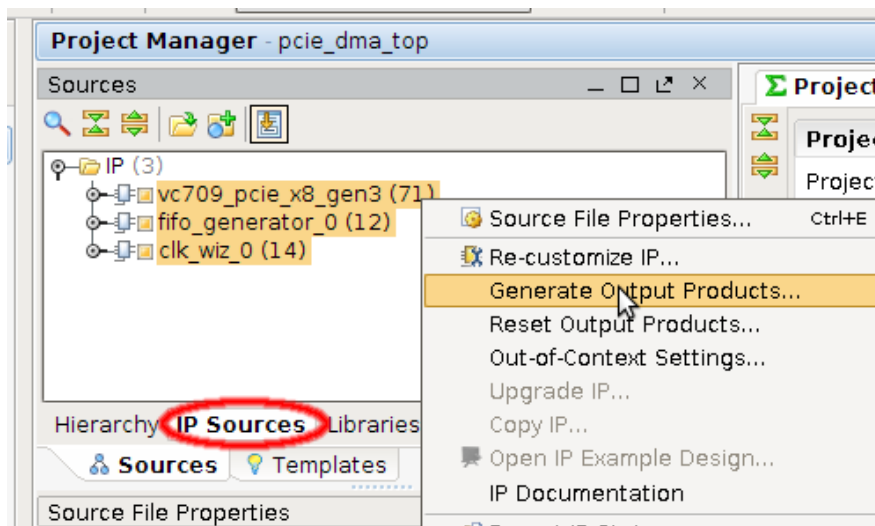 Project Manager - pcie_dma_top
Sources
Σ Project
IP (3)
Proje
vc709_pcie_x8_gen3 (71)
Project
fifo_generator_0 (12)
Source File Properties... Ctrl+E
clk_wiz_0 (14)
Re-customize IP...
Generate Output Products...
Reset Output Products...
Out-of-Context Settings...
Upgrade IP...
Hierarchy IP Sources Libraries
Copy IP...
Sources Templates
Open IP Example Design...
IP Documentation
Source File Properties